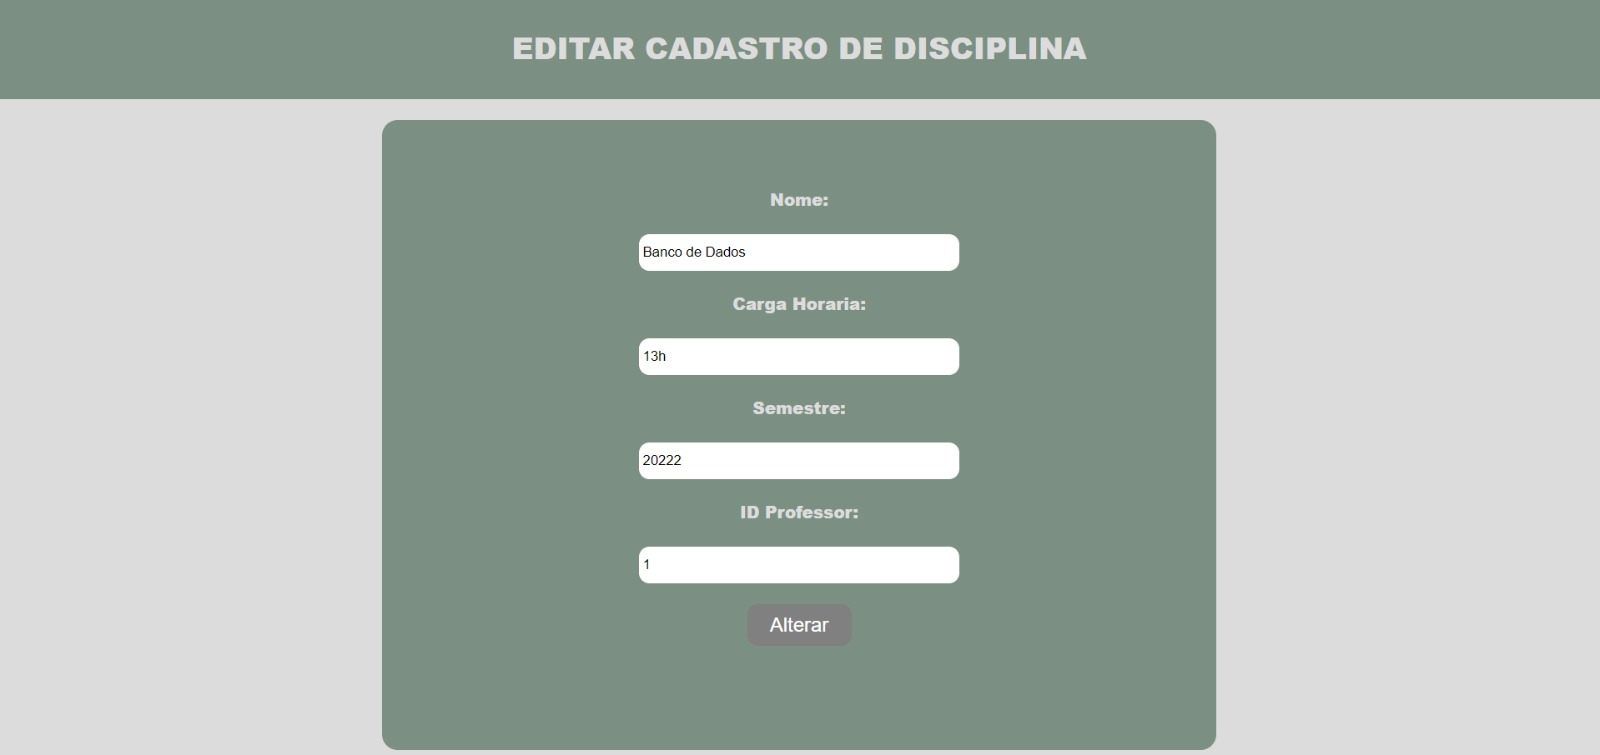 EDITAR CADASTRO DE DISCIPLINA
Nome:
Banco de Dados
Carga Horaria:
13h
Semestre:
20222
ID Professor:
1
Alterar